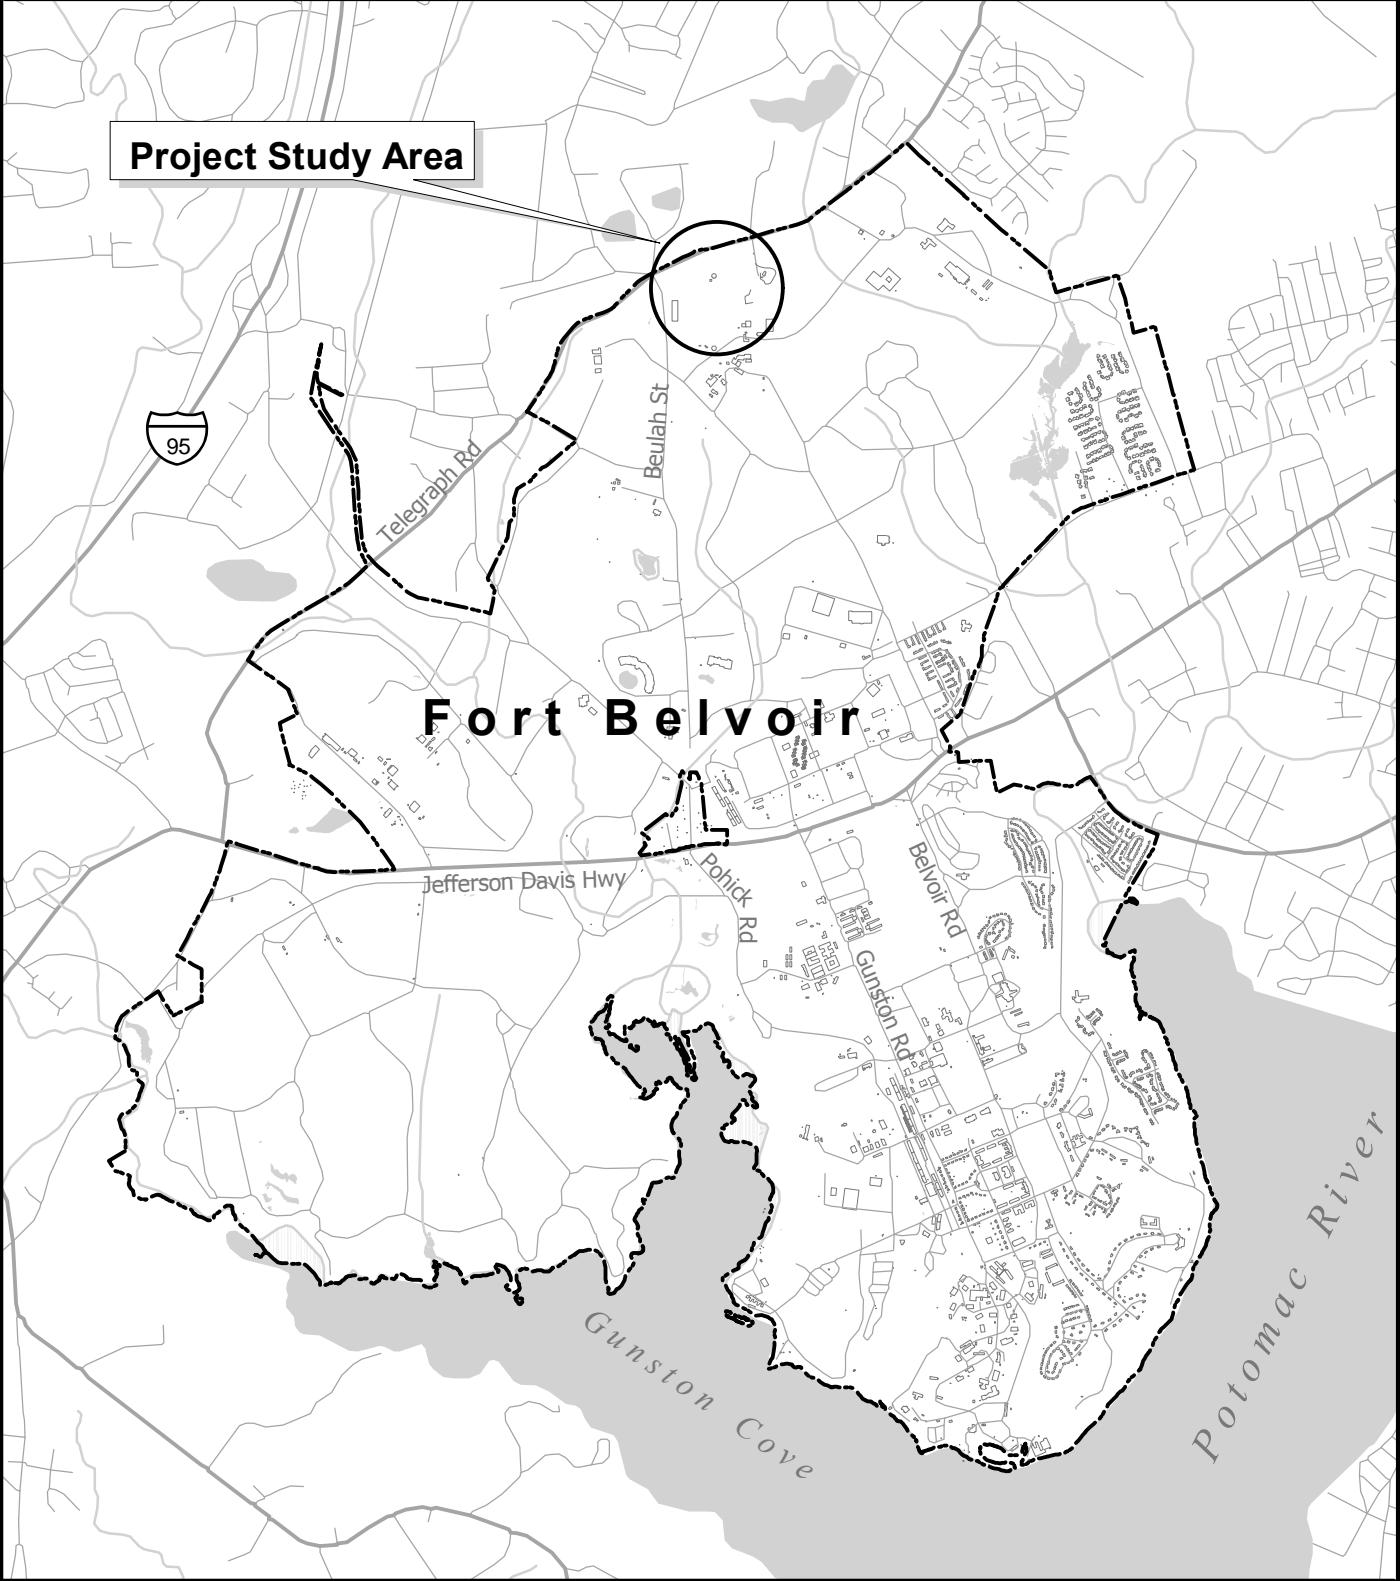 Project Study Area
95
Telegraph Rd
Beulah St
Fort Belvoir
Jefferson Davis Hwy
Pohick Rd
Belvoir Rd
Gunston Rd
Gunston Cove
Potomac River